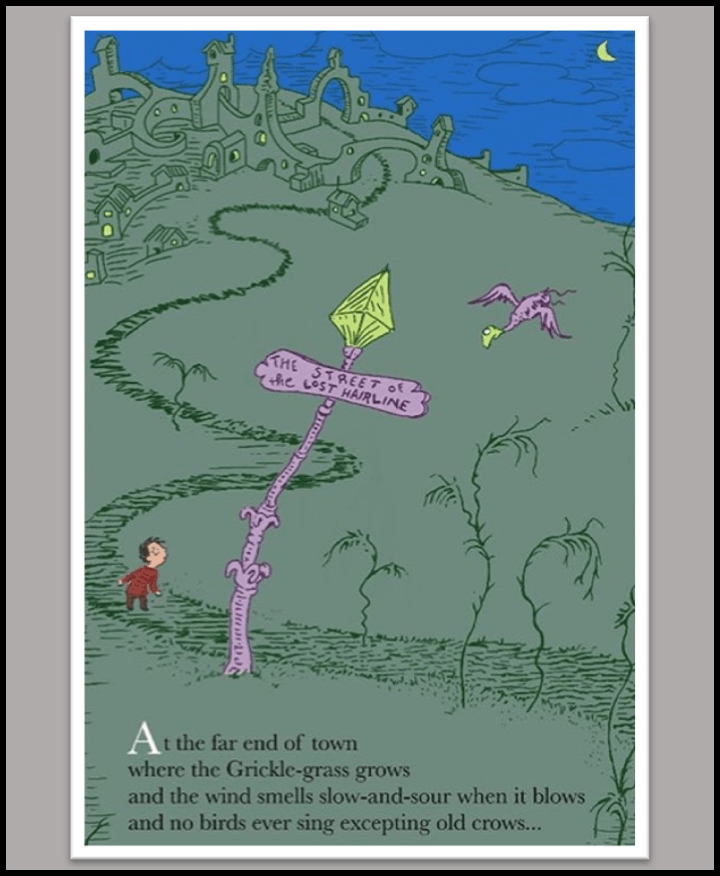 THE STREET OF
the LOST HAIRLINE
At the far end of town
where the Grickle-grass grows
and the wind smells slow-and-sour when it blows
and no birds ever sing excepting old crows...